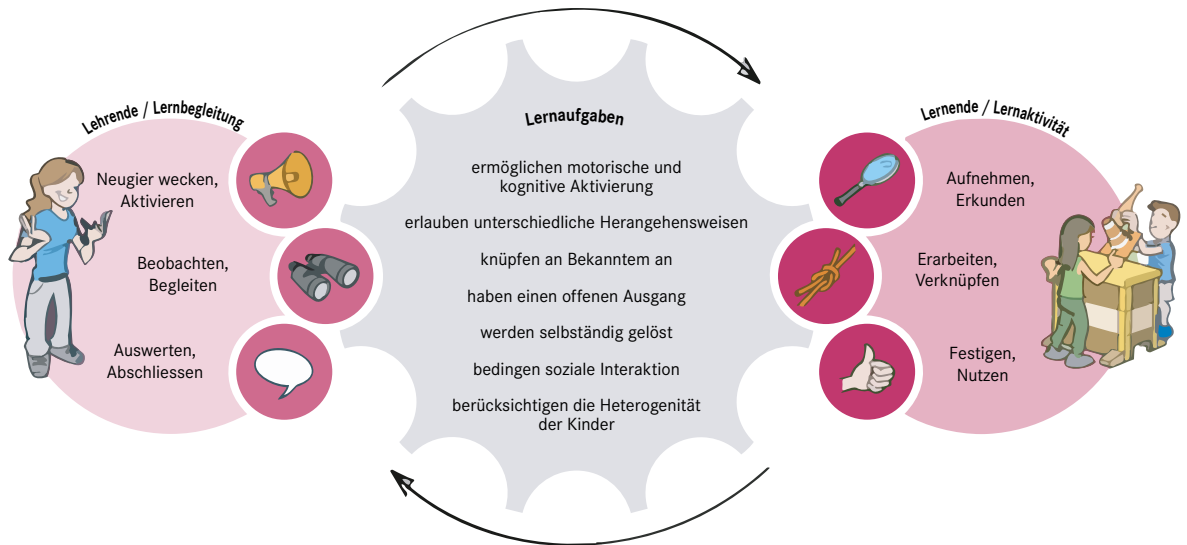 Lehrende / Lernbegleitung
Neugier wecken,
Aktivieren
Beobachten,
Begleiten
Auswerten,
Abschliessen
Lernaufgaben
ermöglichen motorische und
kognitive Aktivierung
erlauben unterschiedliche Herangehensweisen
knüpfen an Bekanntem an
haben einen offenen Ausgang
werden selbständig gelöst
bedingen soziale Interaktion
berücksichtigen die Heterogenität
der Kinder
Lernende / Lernaktivität
Aufnehmen,
Erkunden
Erarbeiten,
Verknüpfen
Festigen,
Nutzen